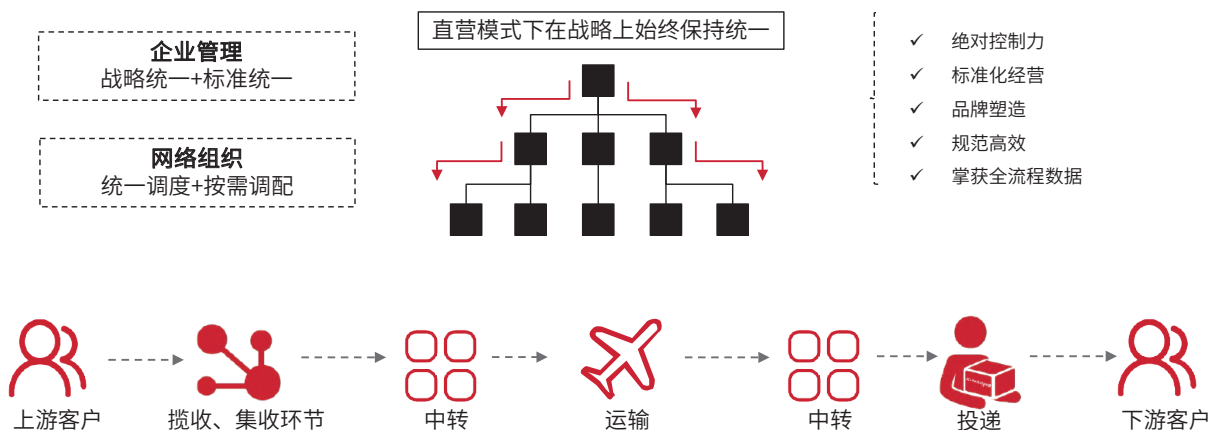 企业管理
战略统一+标准统一
网络组织
统一调度+按需调配
直营模式下在战略上始终保持统一
✓ 绝对控制力
✓ 标准化经营
✓ 品牌塑造
✓ 规范高效
✓ 掌获全流程数据
上游客户
揽收、集收环节
中转
运输
中转
投递
下游客户